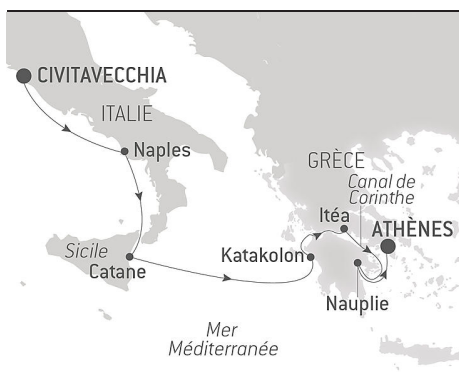 CIVITAVECCHIA
ITALIE
Naples
GRÈCE
Canal de
Corinthe
Itéa
ATHÈNES
Sicile
Catane
Katakolon
Nauplie
Mer
Méditerranée